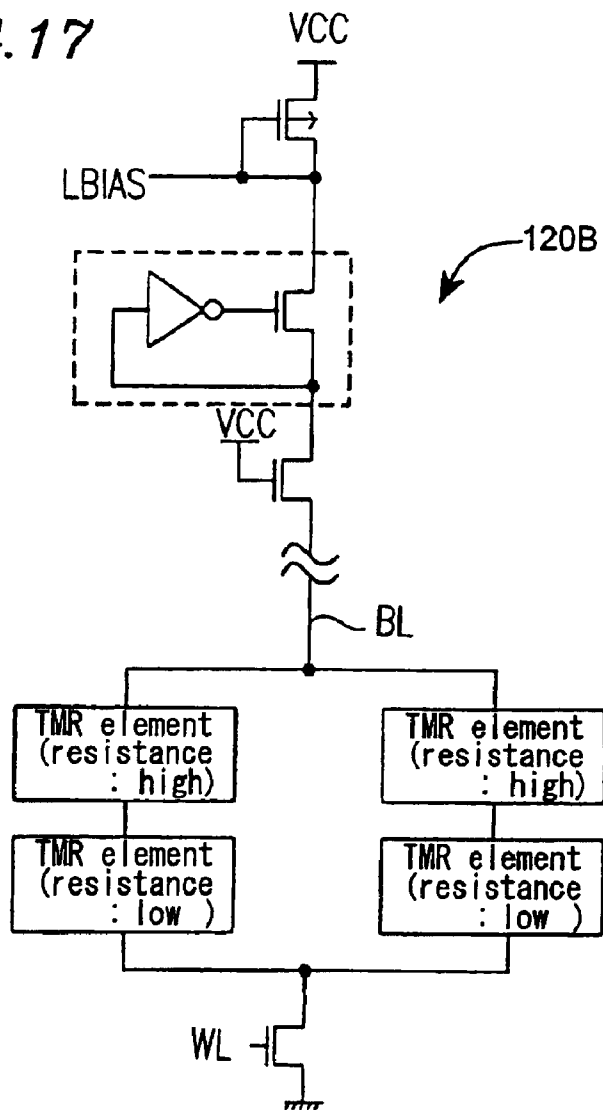 .17
VCC
LBIAS
120B
VCC
BL
TMR element
(resistance
: high)
TMR element
(resistance
: high)
TMR element
(resistance
: low )
TMR element
(resistance
: low )
WL